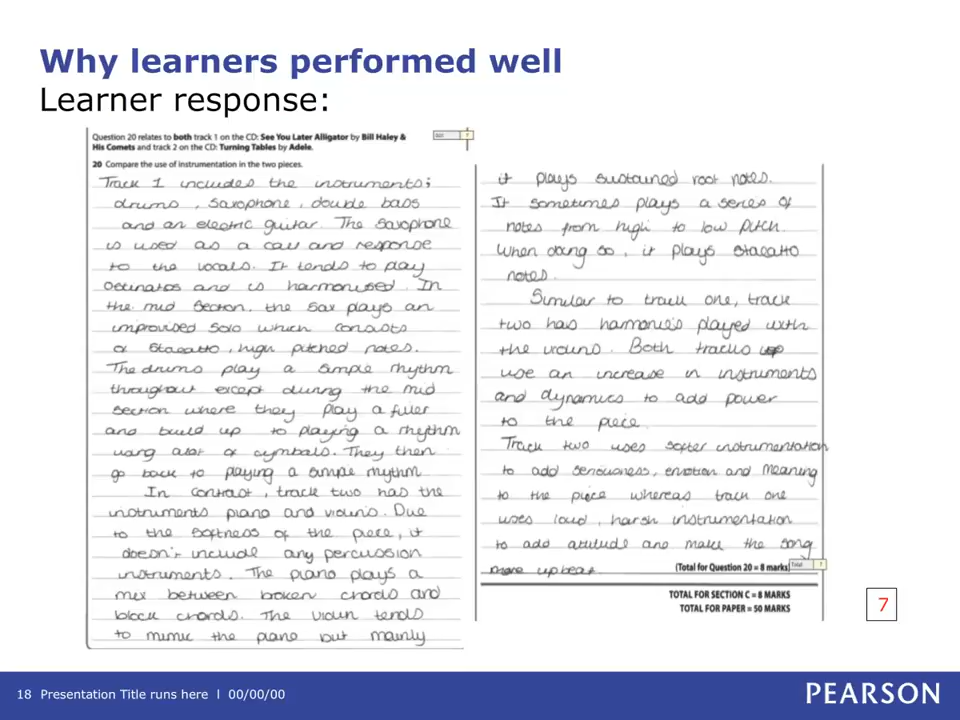 Why learners performed well
Learner response:
Question 20 relates to both track 1 on the CD: See You Later Alligator by Bill Haley &
His Comets and track 2 on the CD: Turning Tables by Adele.
20 Compare the use of instrumentation in the two pieces.
Track 1 includes the instruments;
drums, saxophone, double bass
and an electric guitar. The saxophone
is used as a call and response
to the vocals. It tends to play
Ostinatos and is harmonised. In
the mid section, the sax plays an
improvised solo which consists
of stacatto, high pitched notes.
The drums play a simple rhythm
throughout except during the mid
section where they play a filler
and build up to playing a rhythm
using alot of cymbals. They then
go back to playing a simple rhythm
In contrast, track two has the
instruments piano and violins. Due
to the softness of the piece, it
doesn't include any percussion
instruments. The piano plays a
mix between broken chords and
block chords. The violin tends
to mimic the piano but mainly
it plays sustained root notes.
It sometimes plays a series of
notes from high to low pitch.
When doing so, it plays stacatto
notes.
Similar to track one, track
two has harmonies played with
the violins. Both tracks
use an increase in instruments
and dynamics to add power
to the piece.
Track two uses softer instrumentation
to add seriousness, emotion and meaning
to the piece whereas track one
uses loud, harsh instrumentation
to add attitude and make the song
more upbeat.
(Total for Question 20 = 8 marks)
Total 7
TOTAL FOR SECTION C = 8 MARKS
TOTAL FOR PAPER = 50 MARKS
7
18 Presentation Title runs here l 00/00/00
PEARSON